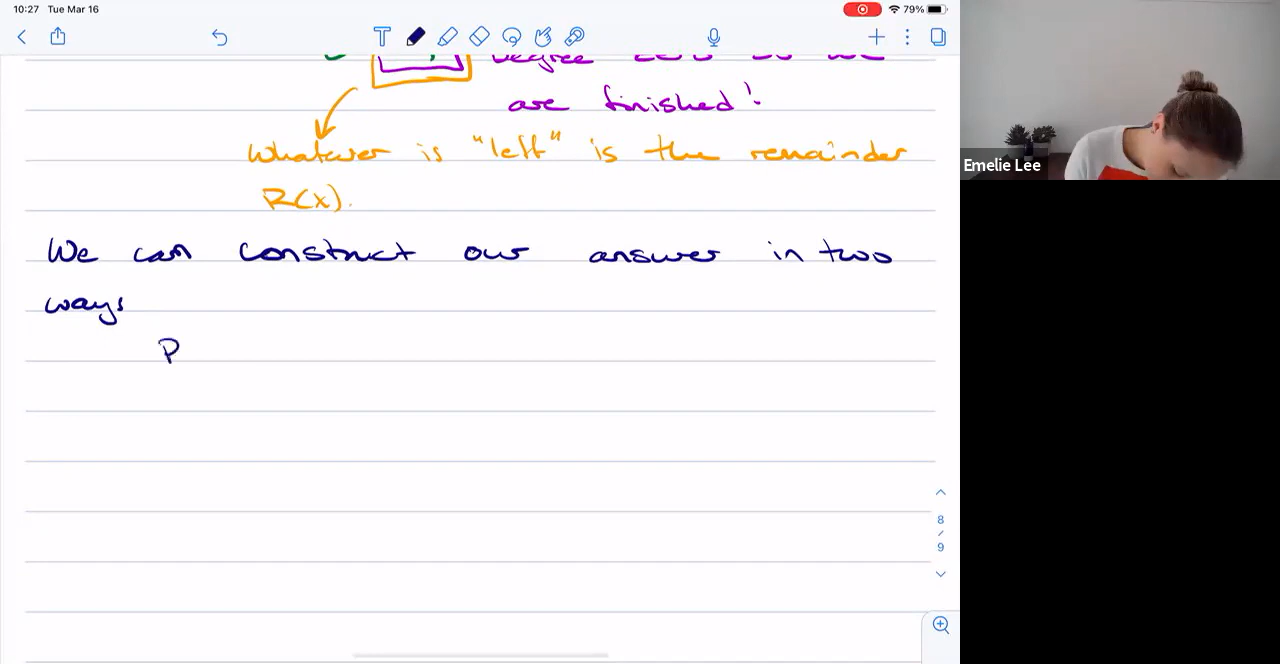 10:27 Tue Mar 16
79%
are finished!
Whatever is "left" is the remainder
R(x).
We can construct our answer in two
ways
P
8
/
9
Emelie Lee